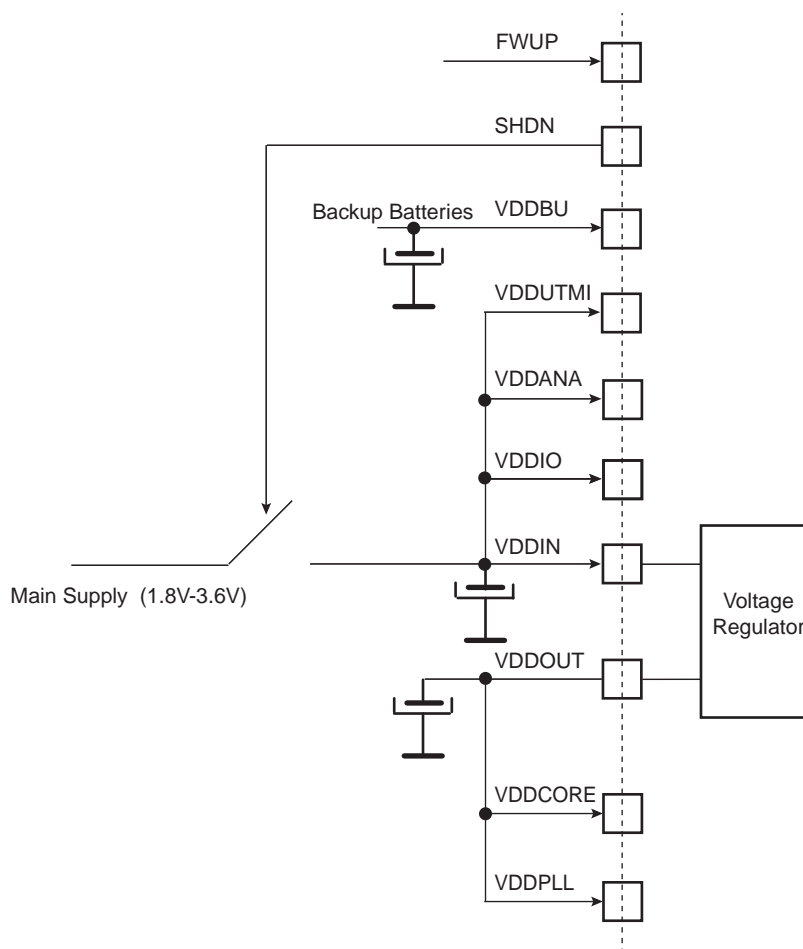 FWUP
SHDN
Backup Batteries
VDDBU
VDDUTMI
VDDANA
VDDIO
VDDIN
Main Supply (1.8V-3.6V)
Voltage
Regulator
VDDOUT
VDDCORE
VDDPLL